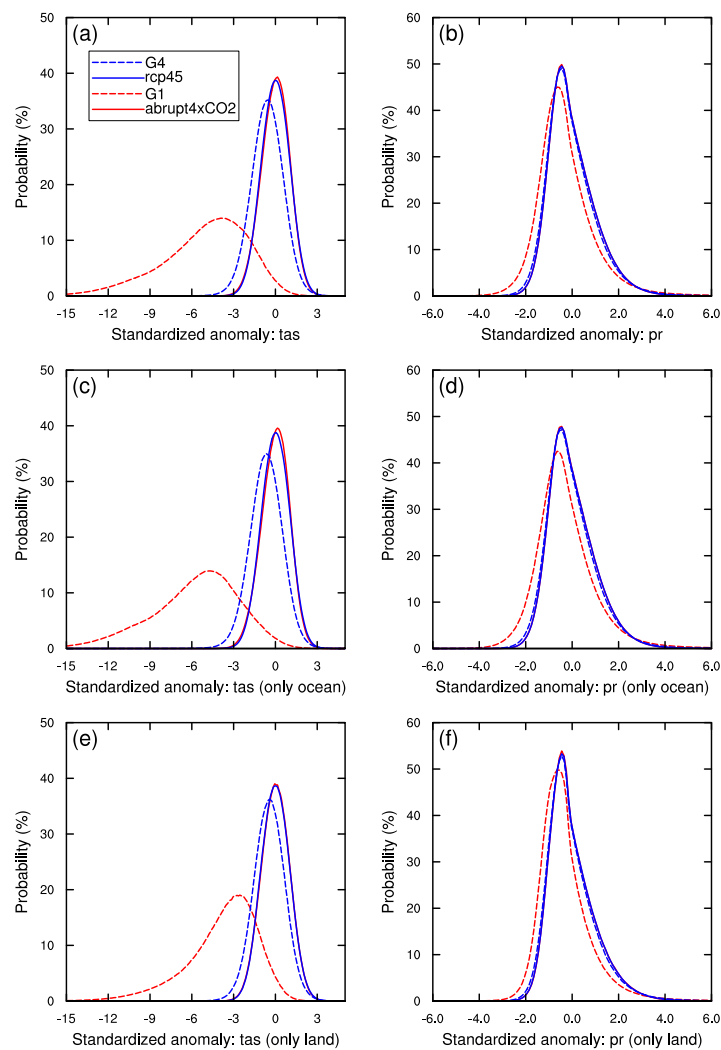 (a)
G4
rcp45
G1
abrupt4xCO2
Probability (%)
50
40
30
20
10
0
-15 -12 -9 -6 -3 0 3
Standardized anomaly: tas
(b)
Probability (%)
60
50
40
30
20
10
0
-6.0 -4.0 -2.0 0.0 2.0 4.0 6.0
Standardized anomaly: pr
(c)
Probability (%)
50
40
30
20
10
0
-15 -12 -9 -6 -3 0 3
Standardized anomaly: tas (only ocean)
(d)
Probability (%)
60
50
40
30
20
10
0
-6.0 -4.0 -2.0 0.0 2.0 4.0 6.0
Standardized anomaly: pr (only ocean)
(e)
Probability (%)
50
40
30
20
10
0
-15 -12 -9 -6 -3 0 3
Standardized anomaly: tas (only land)
(f)
Probability (%)
60
50
40
30
20
10
0
-6.0 -4.0 -2.0 0.0 2.0 4.0 6.0
Standardized anomaly: pr (only land)